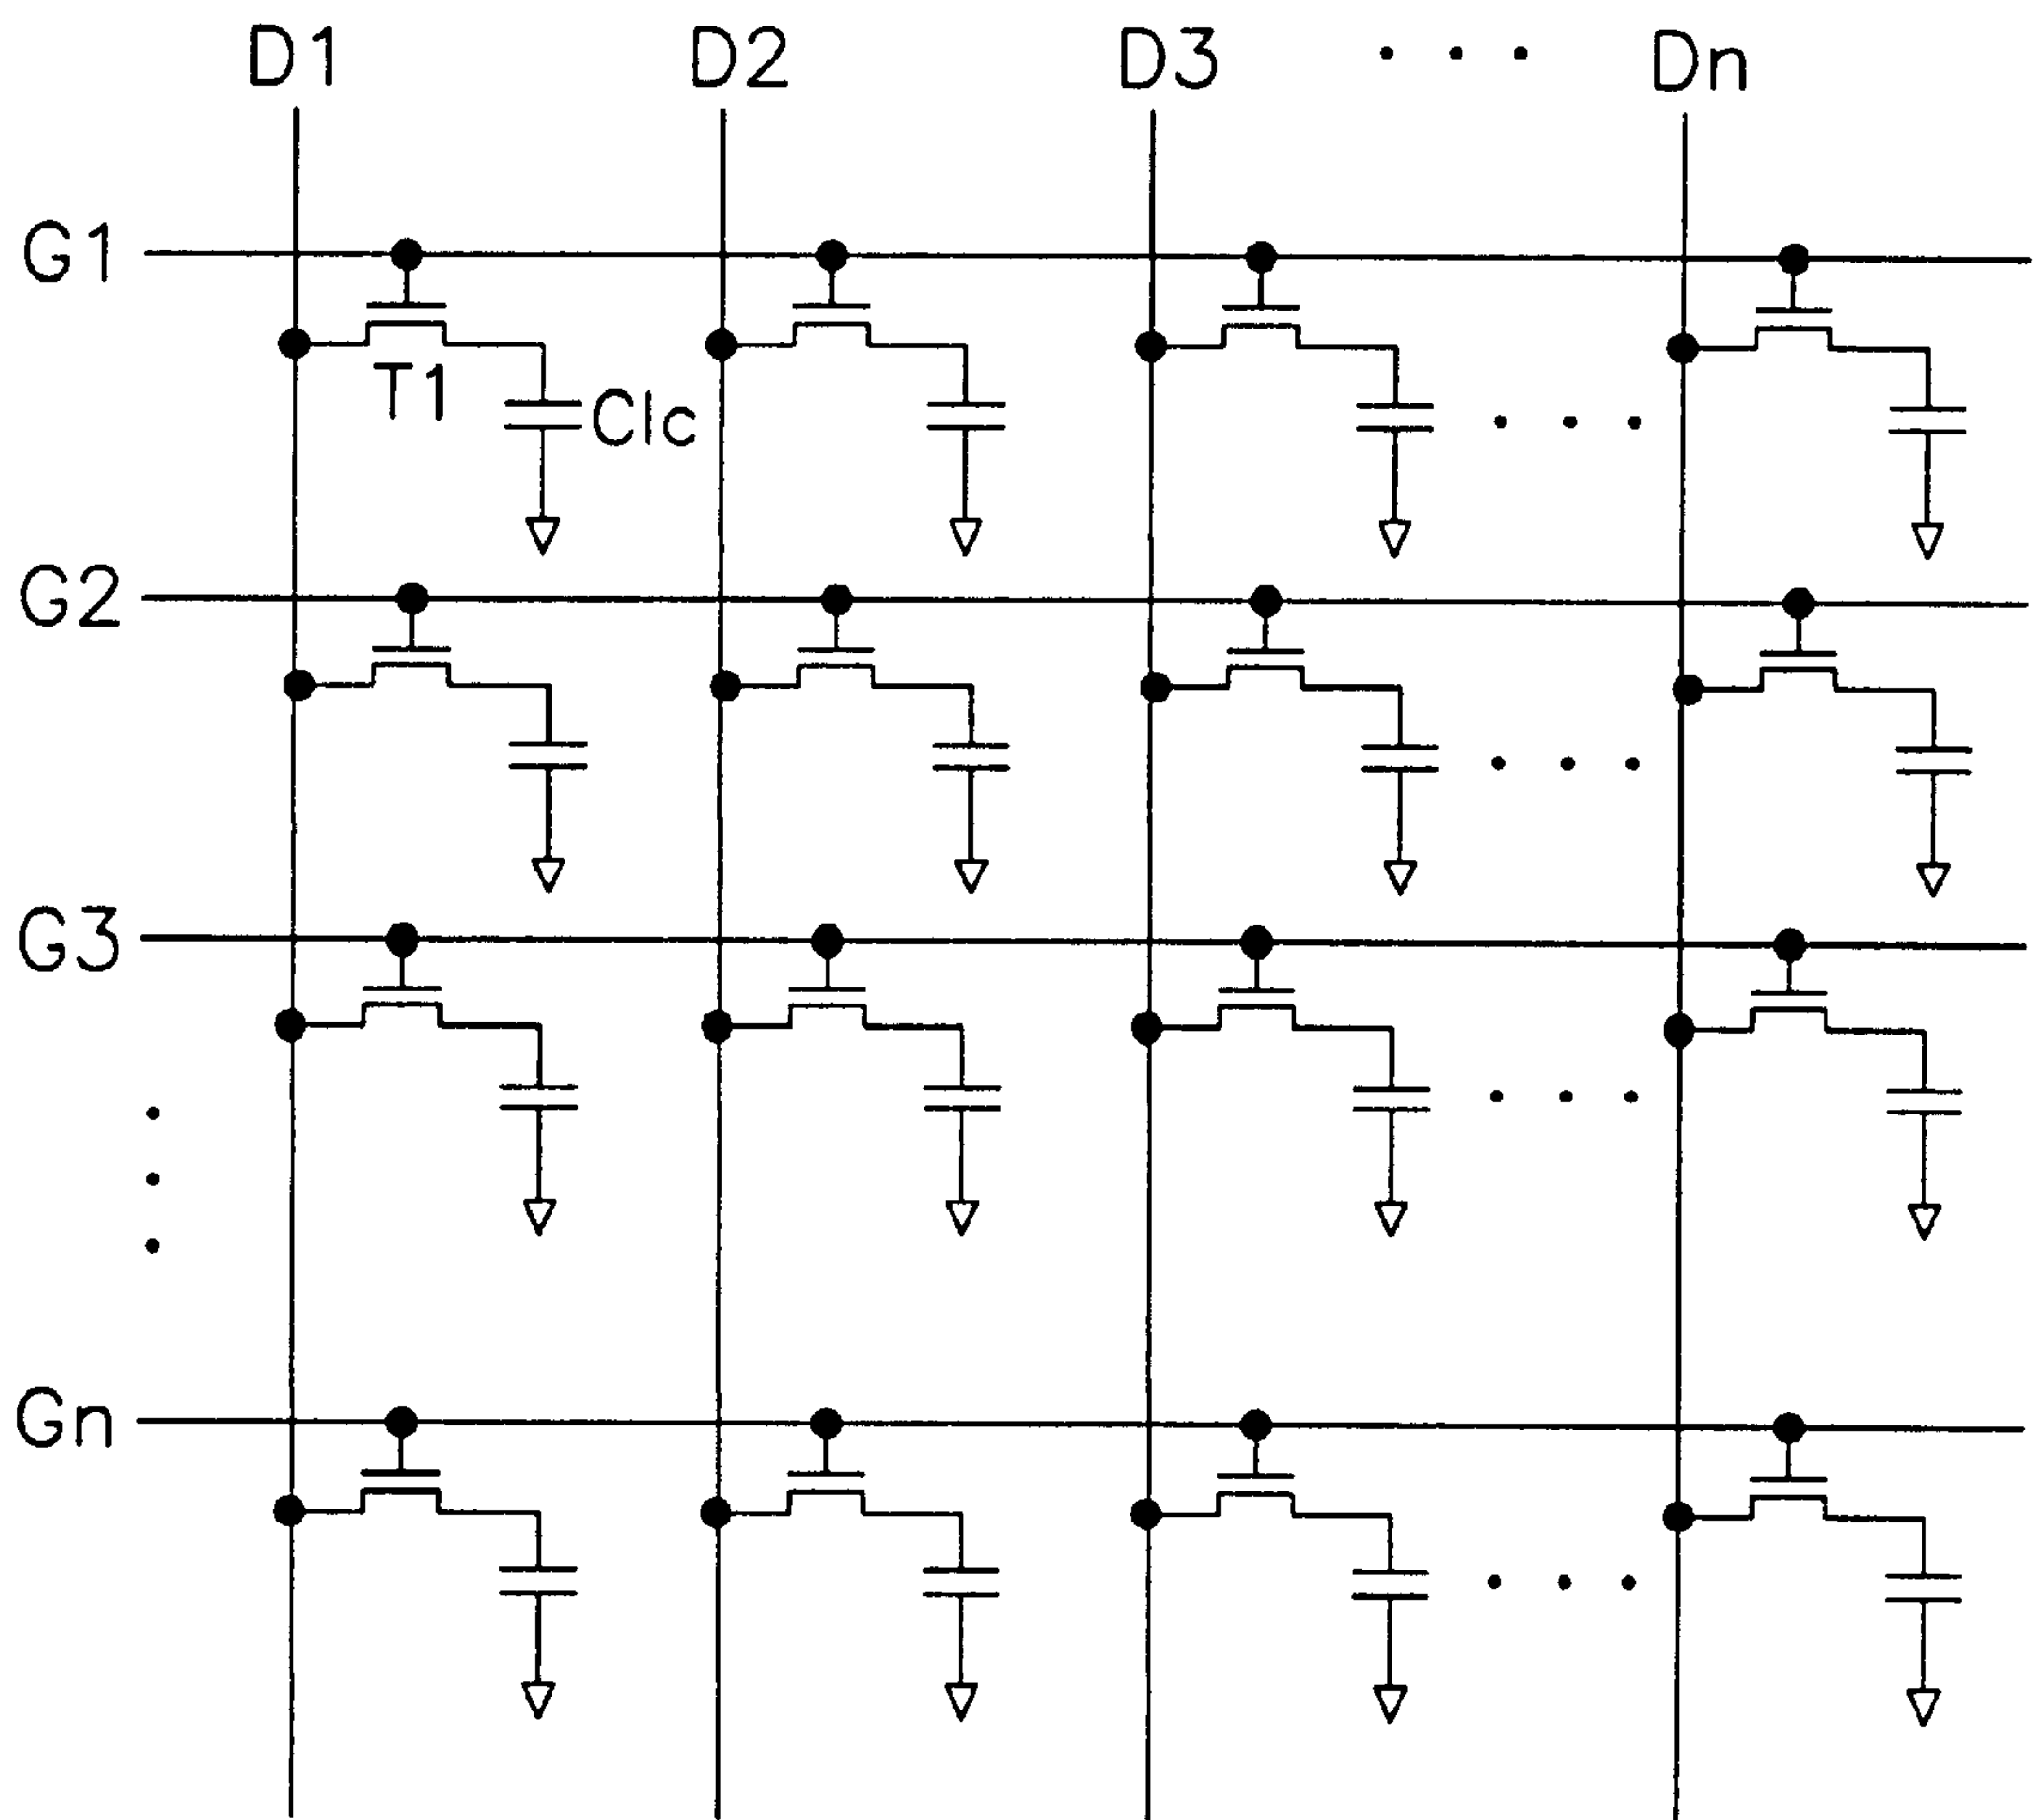 D1 D2 D3 . . . Dn
G1
T1 Clc
. . .
G2
. . .
G3
. . .
.
.
.
Gn
. . .